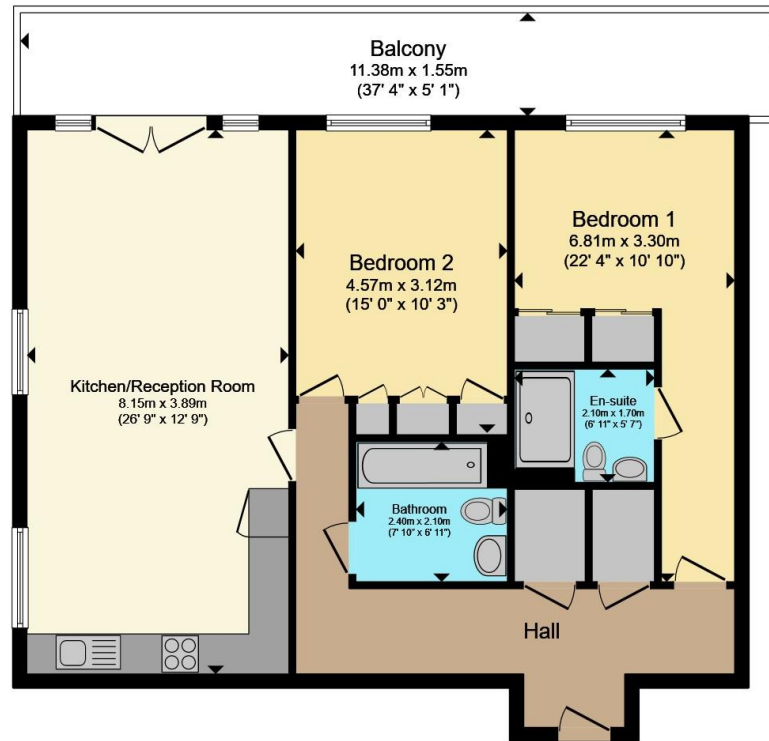 Balcony
11.38m x 1.55m
(37' 4" x 5' 1")
Bedroom 1
6.81m x 3.30m
(22' 4" x 10' 10")
Bedroom 2
4.57m x 3.12m
(15' 0" x 10' 3")
Kitchen/Reception Room
8.15m x 3.89m
(26' 9" x 12' 9")
En-suite
2.10m x 1.70m
(6' 11" x 5' 7")
Bathroom
2.40m x 2.10m
(7' 10" x 6' 11")
Hall